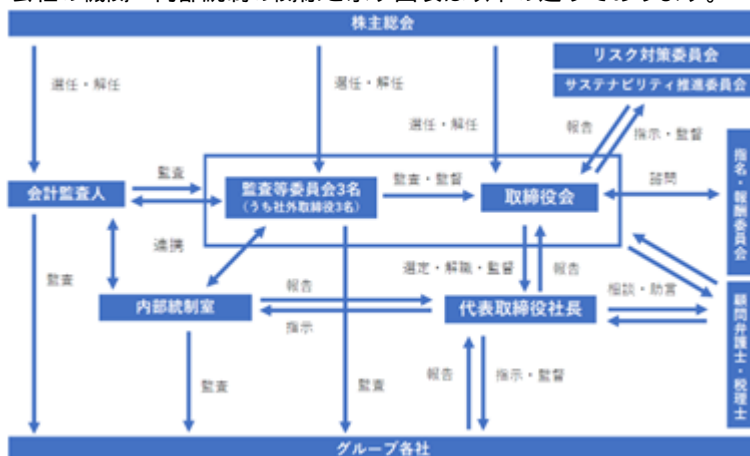 株主総会
リスク対策委員会
サステナビリティ推進委員会
選任・解任
選任・解任
選任・解任
報告
指示・監督
会計監査人
監査
監査等委員会3名
(うち社外取締役3名)
監査・監督
取締役会
諮問
指名・報酬委員会
連携
監査
選定・解職・監督
報告
相談・助言
内部統制室
報告
指示
代表取締役社長
顧問弁護士・税理士
監査
監査
報告
指示・監督
グループ各社